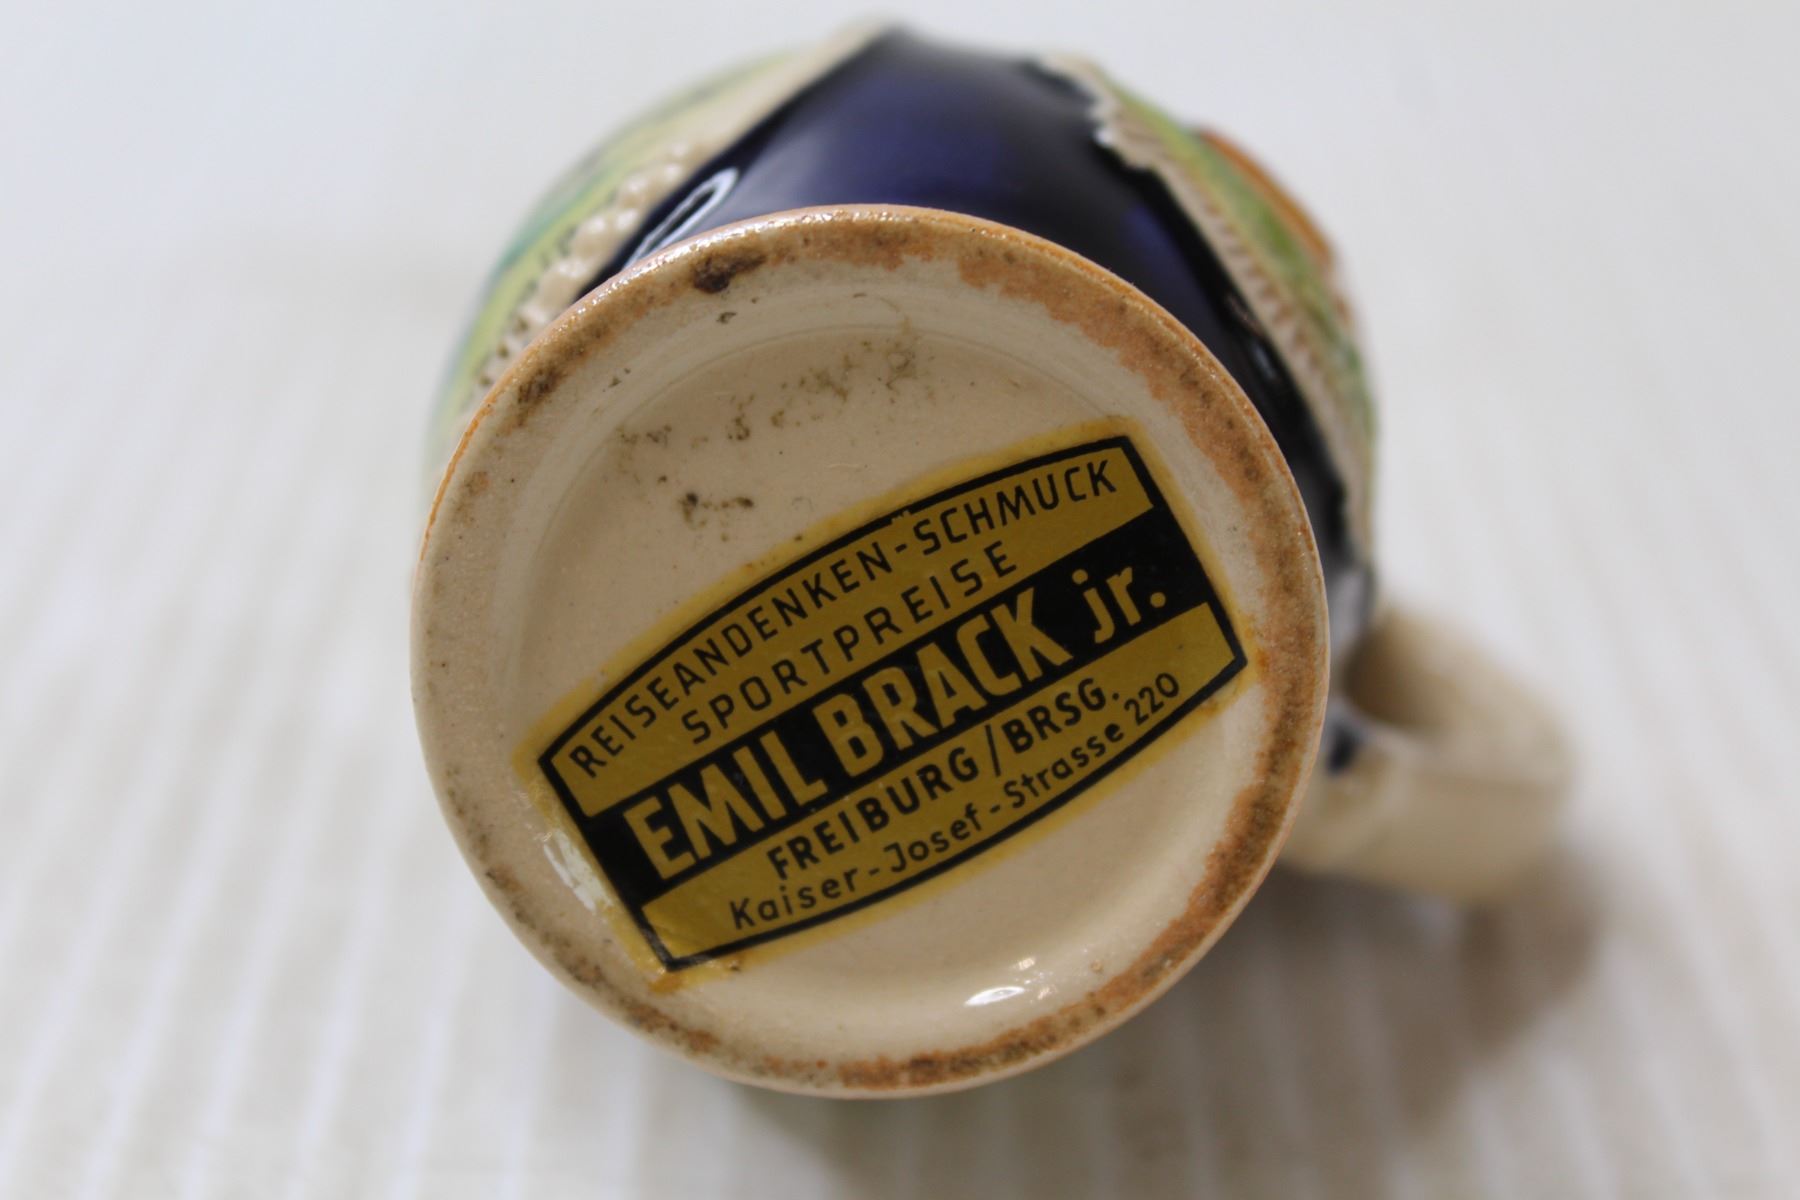 REISEANDENKEN-SCHMUCK
SPORTPREISE
EMIL BRACK jr.
FREIBURG/BRSG.
Kaiser-Josef-Strasse 220